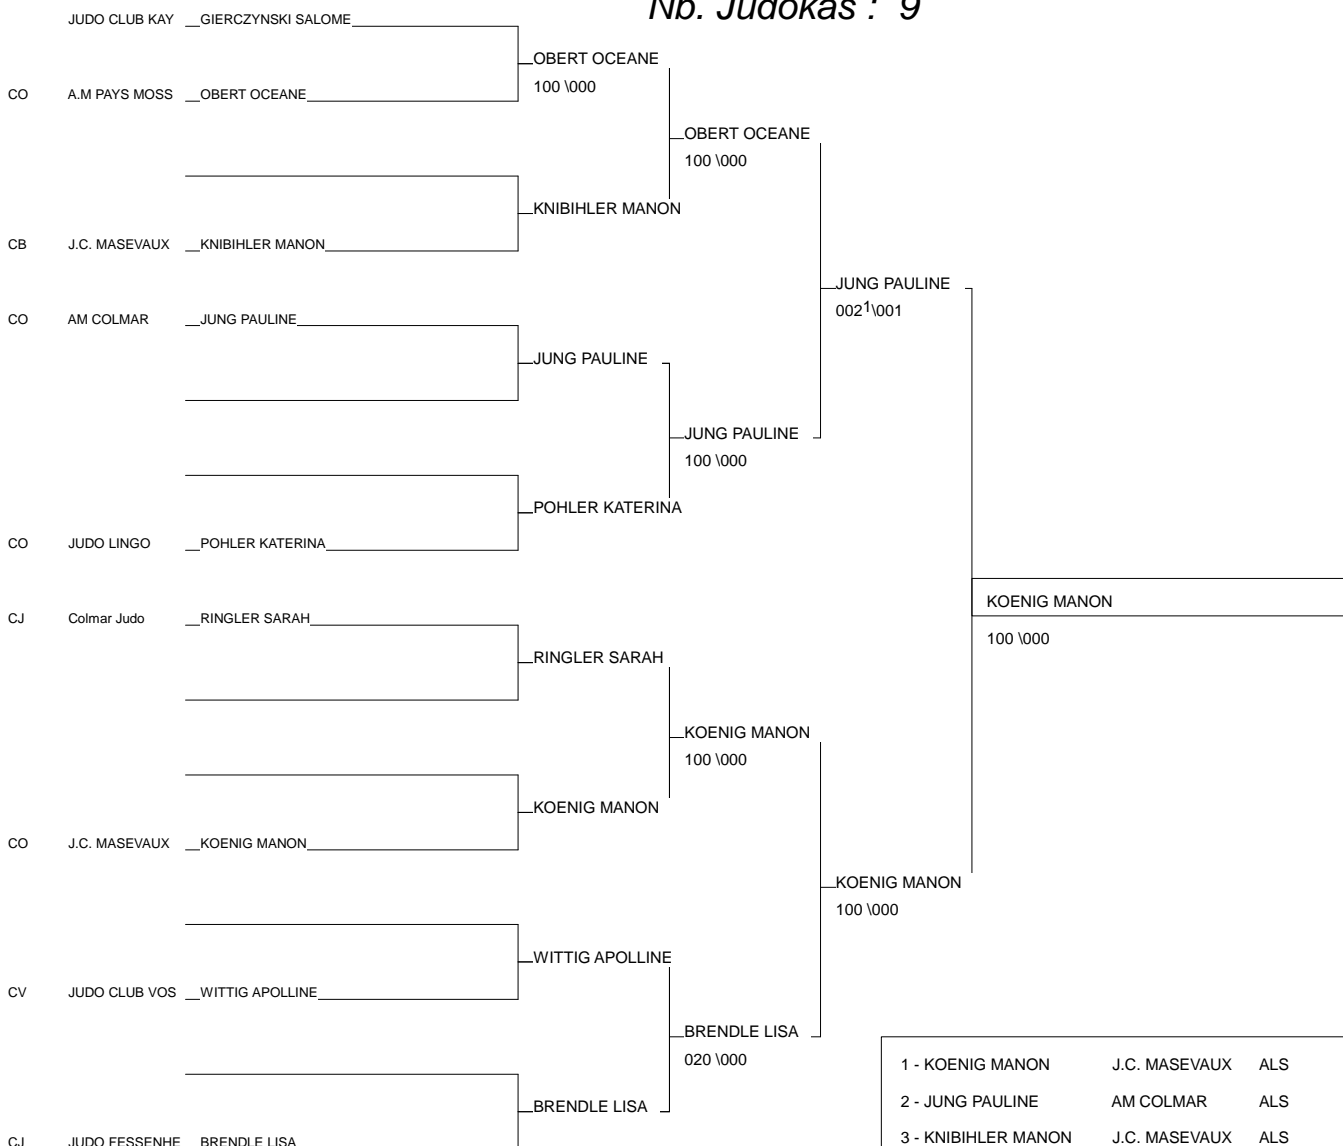 Nb. Judokas : 9
JUDO CLUB KAY GIERCZYNSKI SALOME
OBERT OCEANE
100 \000
CO A.M PAYS MOSS OBERT OCEANE
OBERT OCEANE
100 \000
KNIBIHLER MANON
CB J.C. MASEVAUX KNIBIHLER MANON
JUNG PAULINE
0021\001
CO AM COLMAR JUNG PAULINE
JUNG PAULINE
JUNG PAULINE
100 \000
POHLER KATERINA
CO JUDO LINGO POHLER KATERINA
KOENIG MANON
100 \000
CJ Colmar Judo RINGLER SARAH
RINGLER SARAH
KOENIG MANON
100 \000
KOENIG MANON
CO J.C. MASEVAUX KOENIG MANON
KOENIG MANON
100 \000
WITTIG APOLLINE
CV JUDO CLUB VOS WITTIG APOLLINE
BRENDLE LISA
020 \000
1 - KOENIG MANON J.C. MASEVAUX ALS
2 - JUNG PAULINE AM COLMAR ALS
BRENDLE LISA
3 - KNIBIHLER MANON J.C. MASEVAUX ALS
CJ JUDO FESSENHE BRENDLE LISA